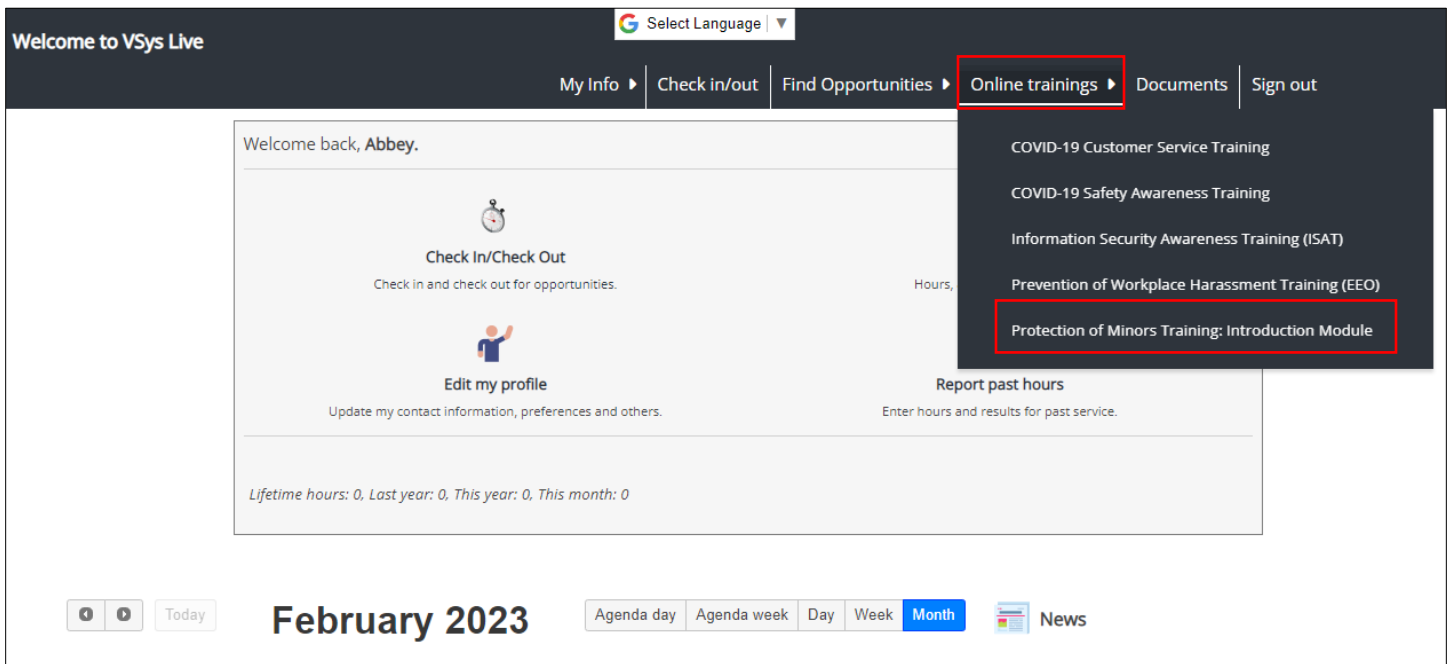 Select Language ▼
Welcome to VSys Live
My Info Check in/out Find Opportunities Online trainings Documents Sign out
COVID-19 Customer Service Training
COVID-19 Safety Awareness Training
Information Security Awareness Training (ISAT)
Prevention of Workplace Harassment Training (EEO)
Protection of Minors Training: Introduction Module
Welcome back, Abbey.
Check In/Check Out
Check in and check out for opportunities.
Hours,
Edit my profile
Update my contact information, preferences and others.
Report past hours
Enter hours and results for past service.
Lifetime hours: 0, Last year: 0, This year: 0, This month: 0
Today
February 2023
Agenda day Agenda week Day Week Month
News